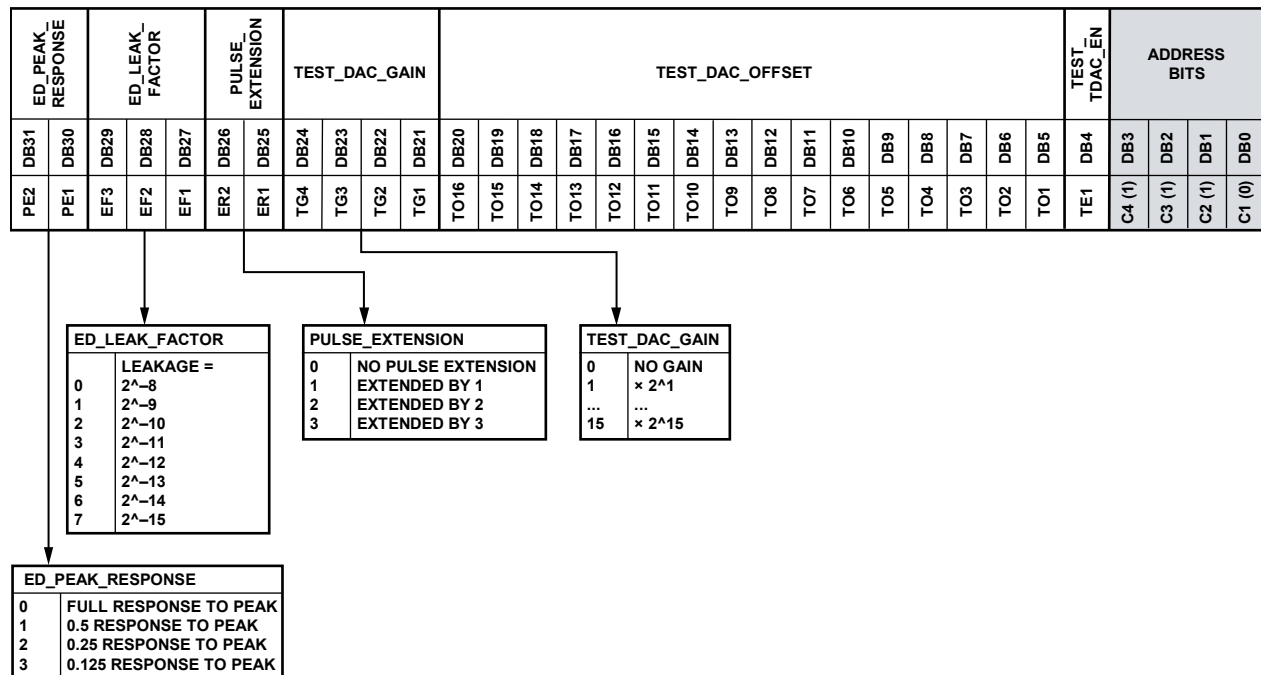 ED_PEAK_
RESPONSE
ED_LEAK_
FACTOR
PULSE_
EXTENSION
TEST_DAC_GAIN
TEST_DAC_OFFSET
TEST_
TDAC_EN
ADDRESS
BITS
DB31 DB30 DB29 DB28 DB27 DB26 DB25 DB24 DB23 DB22 DB21 DB20 DB19 DB18 DB17 DB16 DB15 DB14 DB13 DB12 DB11 DB10 DB9 DB8 DB7 DB6 DB5 DB4 DB3 DB2 DB1 DB0
PE2 PE1 EF3 EF2 EF1 ER2 ER1 TG4 TG3 TG2 TG1 TO16 TO15 TO14 TO13 TO12 TO11 TO10 TO9 TO8 TO7 TO6 TO5 TO4 TO3 TO2 TO1 TE1 C4 (1) C3 (1) C2 (1) C1 (0)
ED_LEAK_FACTOR
LEAKAGE =
0 2^–8
1 2^–9
2 2^–10
3 2^–11
4 2^–12
5 2^–13
6 2^–14
7 2^–15
PULSE_EXTENSION
0 NO PULSE EXTENSION
1 EXTENDED BY 1
2 EXTENDED BY 2
3 EXTENDED BY 3
TEST_DAC_GAIN
0 NO GAIN
1 × 2^1
... ...
15 × 2^15
ED_PEAK_RESPONSE
0 FULL RESPONSE TO PEAK
1 0.5 RESPONSE TO PEAK
2 0.25 RESPONSE TO PEAK
3 0.125 RESPONSE TO PEAK